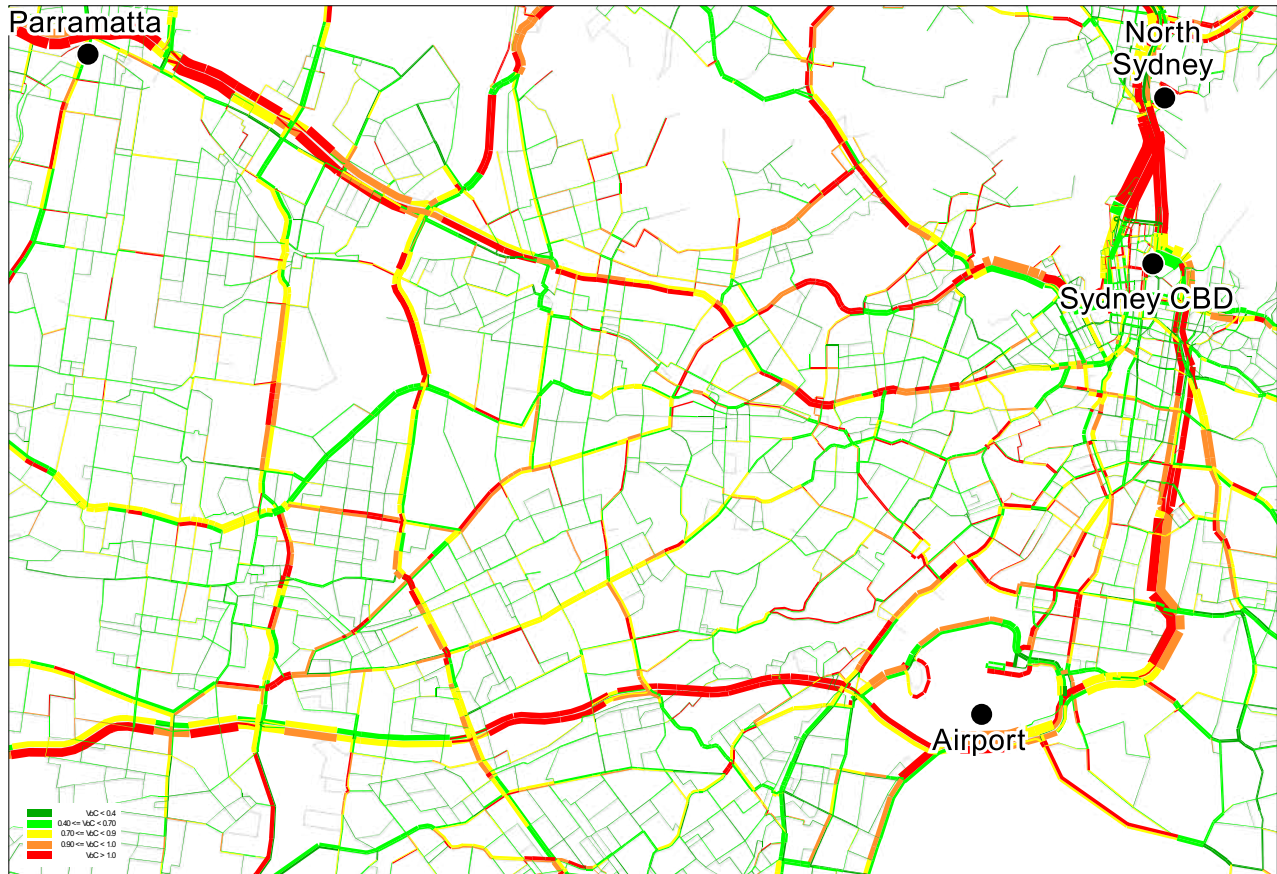 Parramatta
North
Sydney
Sydney CBD
Airport
VoC < 0.4
0.40 <= VoC < 0.70
0.70 <= VoC < 0.9
0.90 <= VoC < 1.0
VoC > 1.0